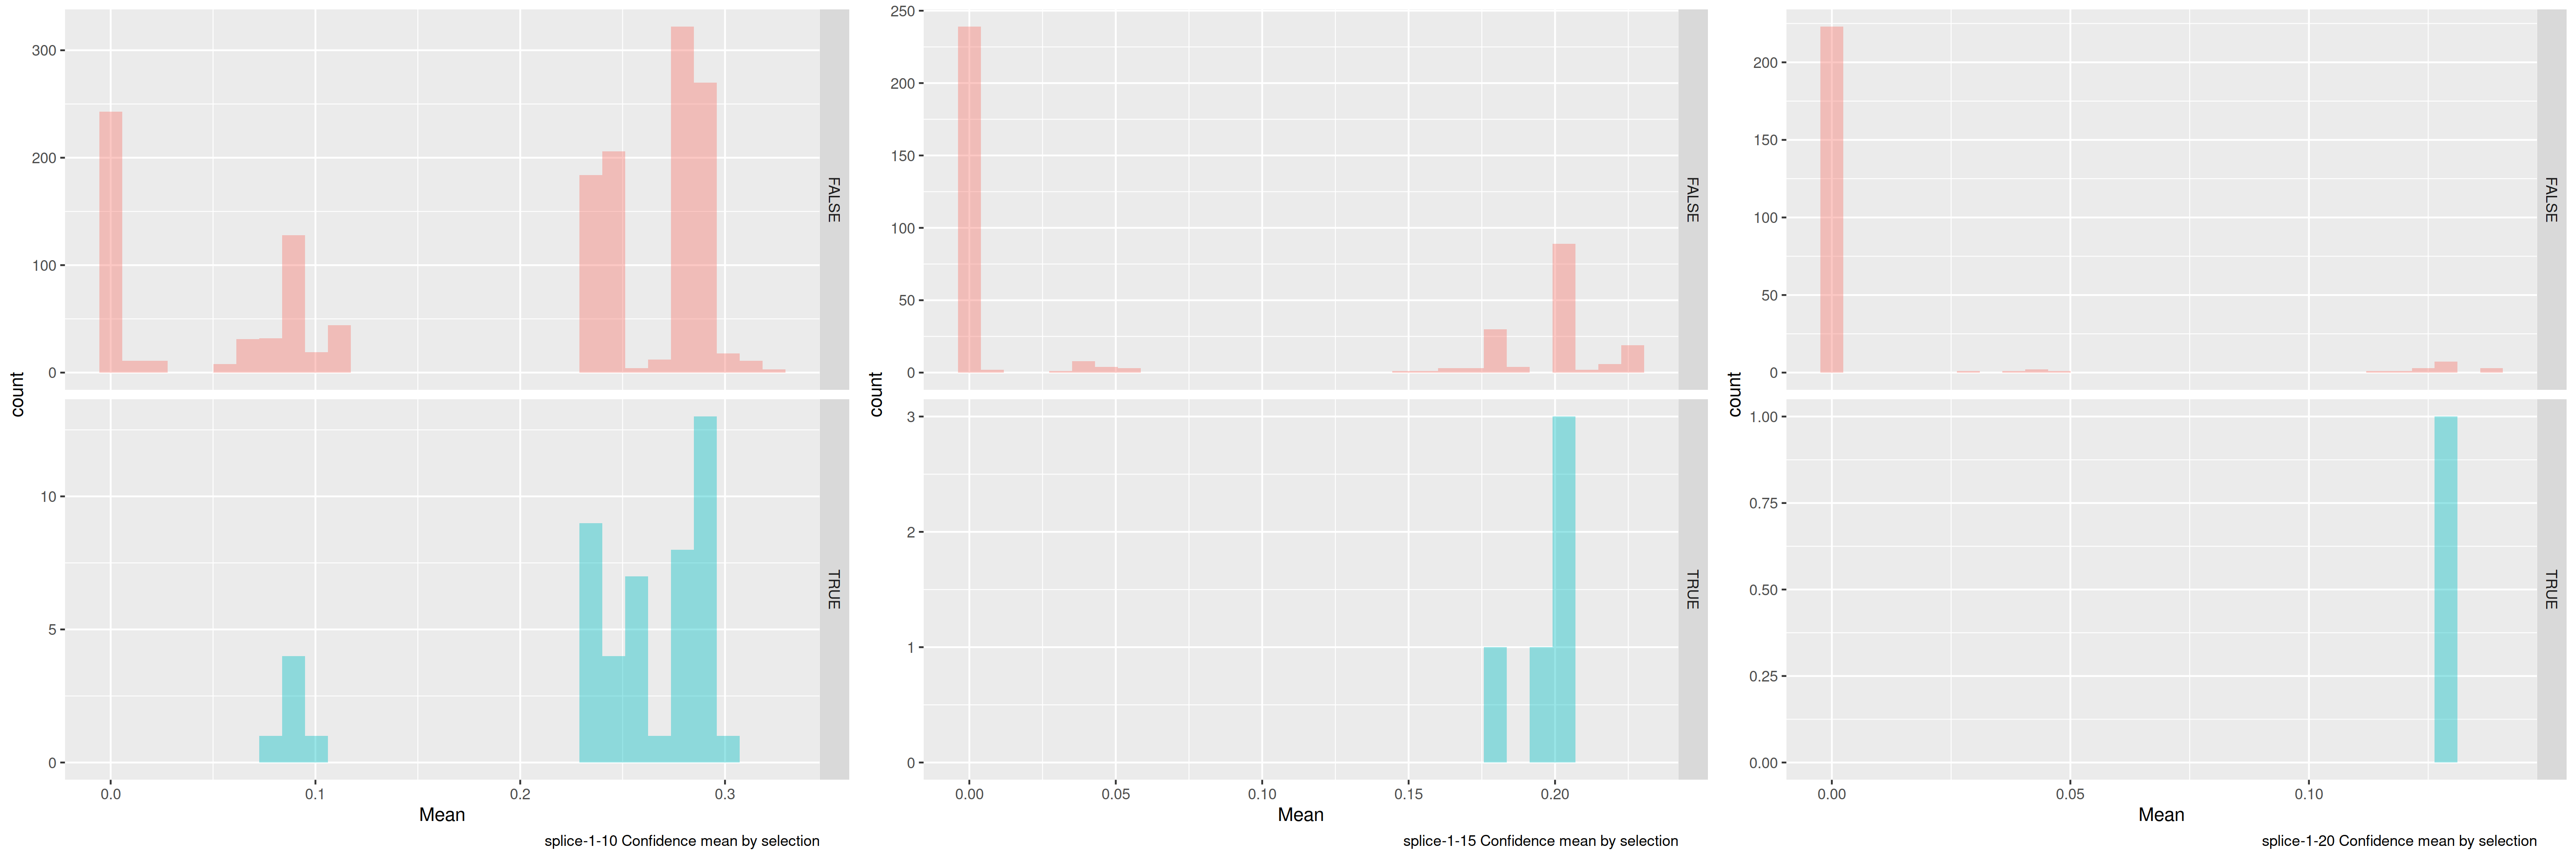 count
300
200
100
0
FALSE
10
5
0
TRUE
0.0 0.1 0.2 0.3
Mean
splice-1-10 Confidence mean by selection
count
250
200
150
100
50
0
FALSE
3
2
1
0
TRUE
0.00 0.05 0.10 0.15 0.20
Mean
splice-1-15 Confidence mean by selection
count
200
150
100
50
0
FALSE
1.00
0.75
0.50
0.25
0.00
TRUE
0.00 0.05 0.10
Mean
splice-1-20 Confidence mean by selection